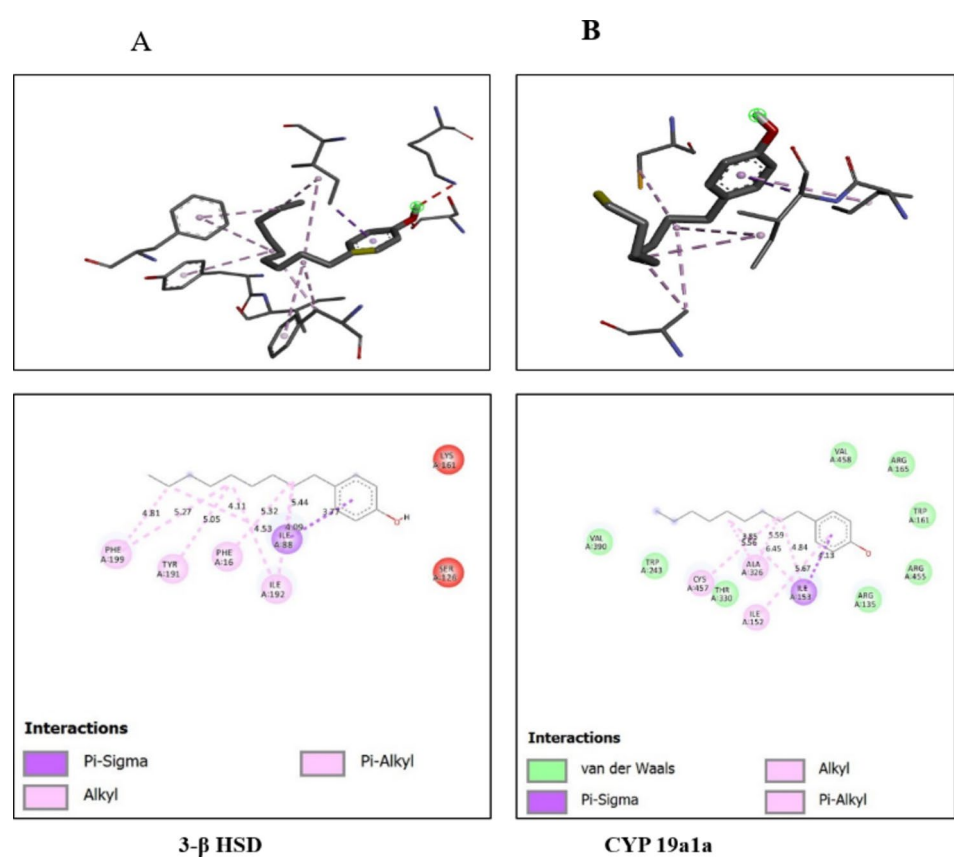 A
B
LYS
A:161
4.81
5.27
5.05
4.11
4.53
5.32
5.44
4.09
3.77
H
ILE
A:88
PHE
A:199
TYR
A:191
PHE
A:16
ILE
A:192
SER
A:126
Interactions
Pi-Sigma
Alkyl
Pi-Alkyl
3-β HSD
VAL
A:458
ARG
A:165
TRP
A:161
VAL
A:390
TRP
A:243
3.85
5.56
5.59
6.45
4.84
5.67
CYS
A:457
ALA
A:326
THR
A:330
ILE
A:153
ILE
A:152
ARG
A:135
ARG
A:455
Interactions
van der Waals
Pi-Sigma
Alkyl
Pi-Alkyl
CYP 19a1a